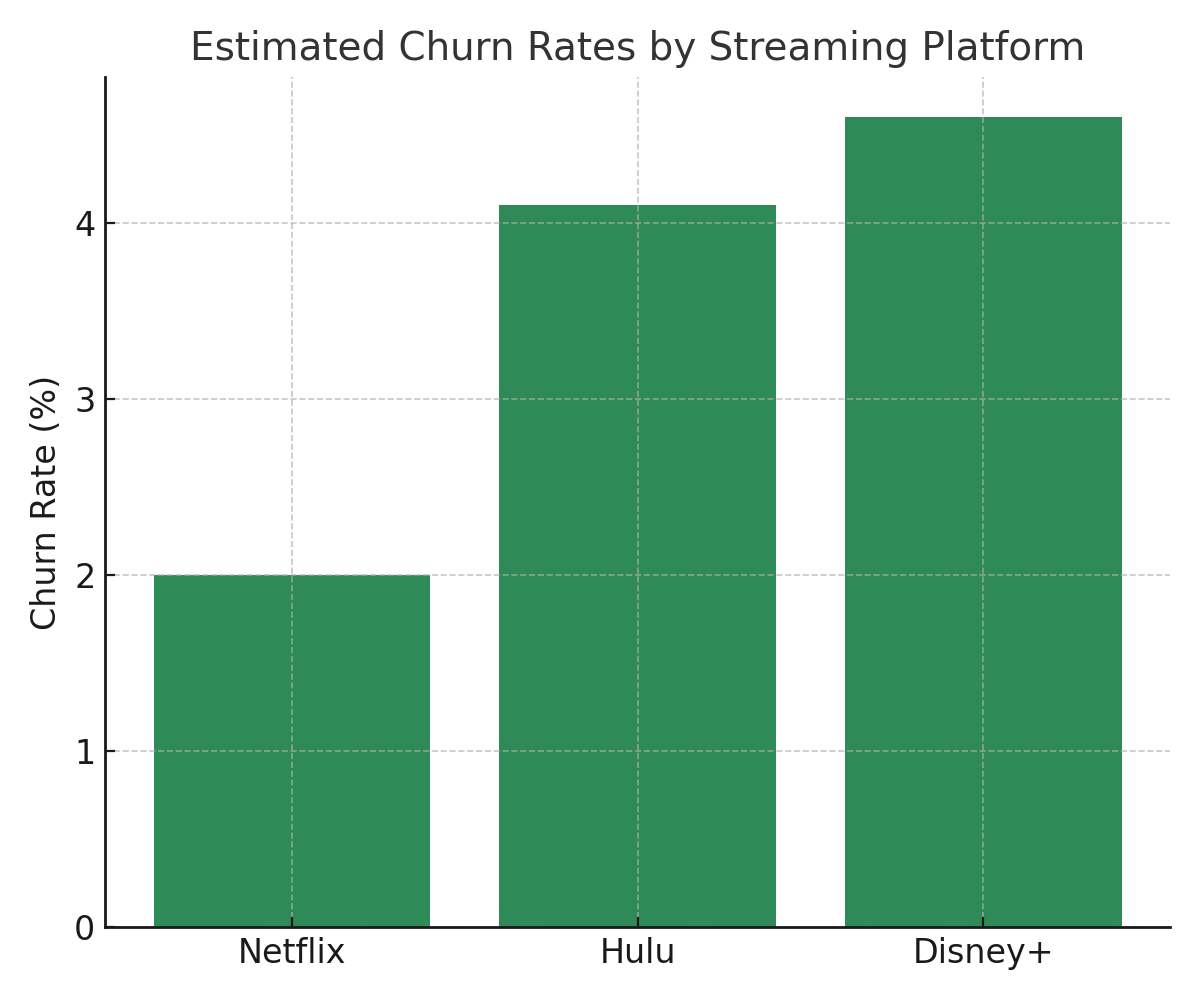 Estimated Churn Rates by Streaming Platform
Churn Rate (%)
4
3
2
1
0
Netflix Hulu Disney+